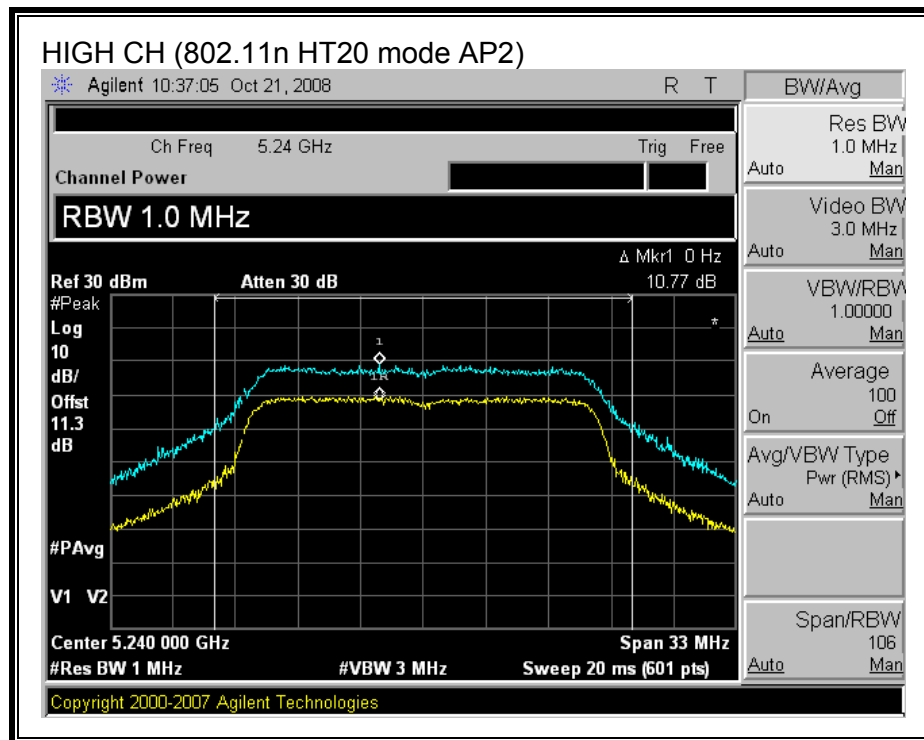 HIGH CH (802.11n HT20 mode AP2)
Agilent 10:37:05 Oct 21, 2008 R T
BW/Avg
Ch Freq 5.24 GHz Trig Free
Channel Power
RBW 1.0 MHz
Δ Mkr1 0 Hz
Ref 30 dBm Atten 30 dB 10.77 dB
#Peak
Log
10
dB/
Offst
11.3
dB
#PAvg
V1 V2
1
1R
*
Center 5.240 000 GHz Span 33 MHz
#Res BW 1 MHz #VBW 3 MHz Sweep 20 ms (601 pts)
Copyright 2000-2007 Agilent Technologies
Res BW
1.0 MHz
Auto Man
Video BW
3.0 MHz
Auto Man
VBW/RBW
1.00000
Auto Man
Average
100
On Off
Avg/VBW Type
Pwr (RMS)
Auto Man
Span/RBW
106
Auto Man